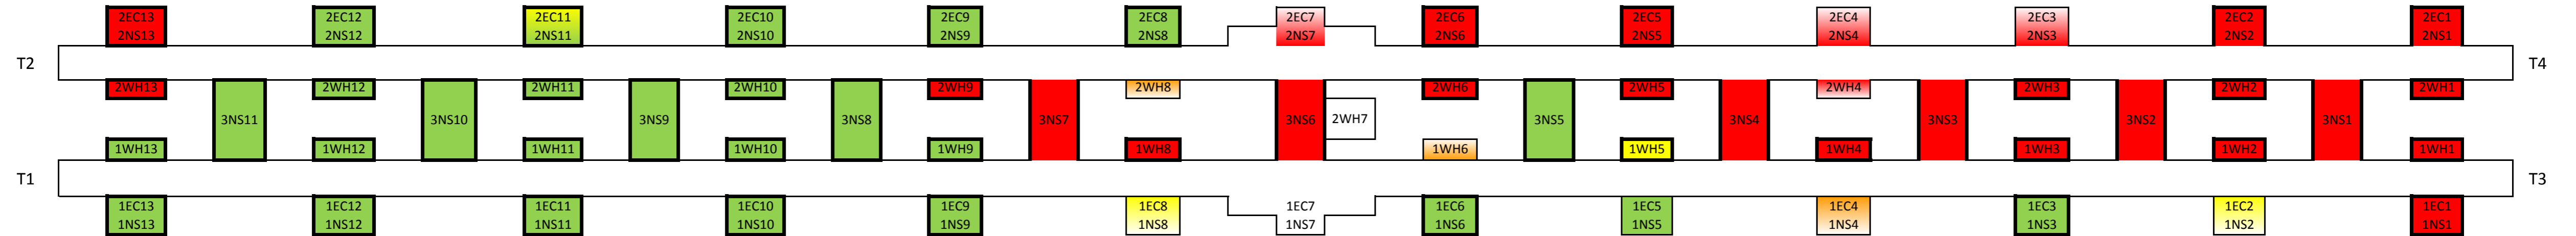 2EC13 2EC12 2EC11 2EC10 2EC9 2EC8 2EC7 2EC6 2EC5 2EC4 2EC3 2EC2 2EC1
2NS13 2NS12 2NS11 2NS10 2NS9 2NS8 2NS7 2NS6 2NS5 2NS4 2NS3 2NS2 2NS1
T2 T4
2WH13 2WH12 2WH11 2WH10 2WH9 2WH8 2WH6 2WH5 2WH4 2WH3 2WH2 2WH1
3NS11 3NS10 3NS9 3NS8 3NS7 3NS6 2WH7 3NS5 3NS4 3NS3 3NS2 3NS1
1WH13 1WH12 1WH11 1WH10 1WH9 1WH8 1WH6 1WH5 1WH4 1WH3 1WH2 1WH1
T1 T3
1EC13 1EC12 1EC11 1EC10 1EC9 1EC8 1EC7 1EC6 1EC5 1EC4 1EC3 1EC2 1EC1
1NS13 1NS12 1NS11 1NS10 1NS9 1NS8 1NS7 1NS6 1NS5 1NS4 1NS3 1NS2 1NS1